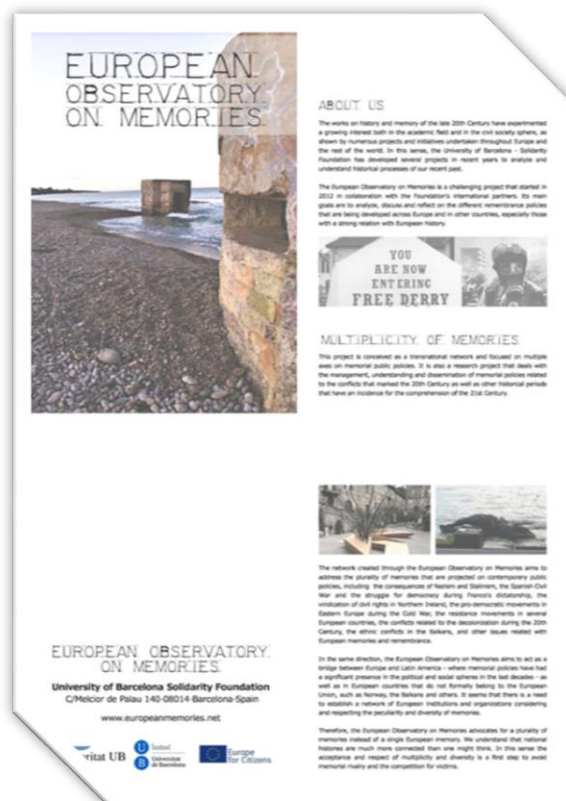 EUROPEAN
OBSERVATORY
ON MEMORIES
EUROPEAN OBSERVATORY
ON MEMORIES
University of Barcelona Solidarity Foundation
C/Melcior de Palau 140-08014-Barcelona-Spain
www.europeanmemories.net
ritat UB
UB
Universitat
de Barcelona
Europe
for Citizens
ABOUT US
The works on history and memory of the late 20th Century have experimented
a growing interest both in the academic field and in the civil society sphere, as
shown by numerous projects and initiatives undertaken throughout Europe and
the rest of the world. In this sense, the University of Barcelona - Solidarity
Foundation has developed several projects in recent years to analyze and
understand historical processes of our recent past.
The European Observatory on Memories is a challenging project that started in
2012 in collaboration with the Foundation's international partners. Its main
goals are to analyze, discuss and reflect on the different remembrance policies
that are being developed across Europe and in other countries, especially those
with a strong relation with European history.
YOU
ARE NOW
ENTERING
FREE DERRY
MULTIPLICITY OF MEMORIES
This project is conceived as a transnational network and focused on multiple
axes on memorial public policies. It is also a research project that deals with
the management, understanding and dissemination of memorial policies related
to the conflicts that marked the 20th Century as well as other historical periods
that have an incidence for the comprehension of the 21st Century.
The network created through the European Observatory on Memories aims to
address the plurality of memories that are projected on contemporary public
policies, including the consequences of Nazism and Stalinism, the Spanish Civil
War and the struggle for democracy during Franco's dictatorship, the
vindication of civil rights in Northern Ireland, the pro-democratic movements in
Eastern Europe during the Cold War, the resistance movements in several
European countries, the conflicts related to the decolonization during the 20th
Century, the ethnic conflicts in the Balkans, and other issues related with
European memories and remembrance.
In the same direction, the European Observatory on Memories aims to act as a
bridge between Europe and Latin America - where memorial policies have had
a significant presence in the political and social spheres in the last decades - as
well as in European countries that do not formally belong to the European
Union, such as Norway, the Balkans and others. It seems that there is a need
to establish a network of European institutions and organizations considering
and respecting the peculiarity and diversity of memories.
Therefore, the European Observatory on Memories advocates for a plurality of
memories instead of a single European memory. We understand that national
histories are much more connected than one might think. In this sense the
acceptance and respect of multiplicity and diversity is a first step to avoid
memorial rivalry and the competition for victims.